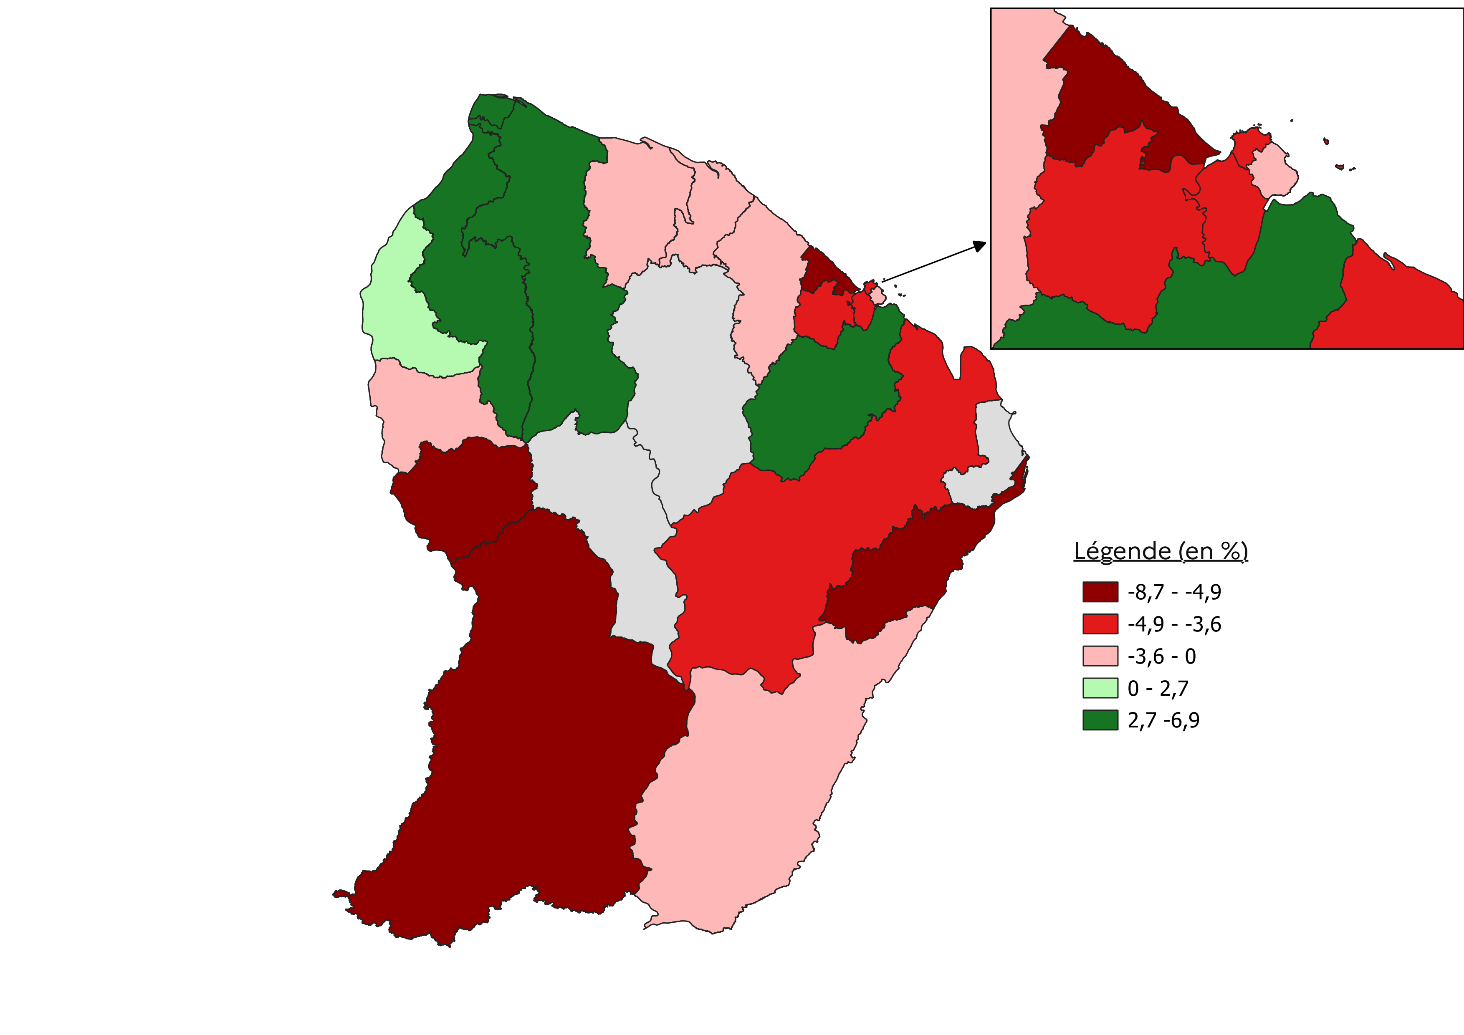 Légende (en %)
-8,7 - -4,9
-4,9 - -3,6
-3,6 - 0
0 - 2,7
2,7 -6,9